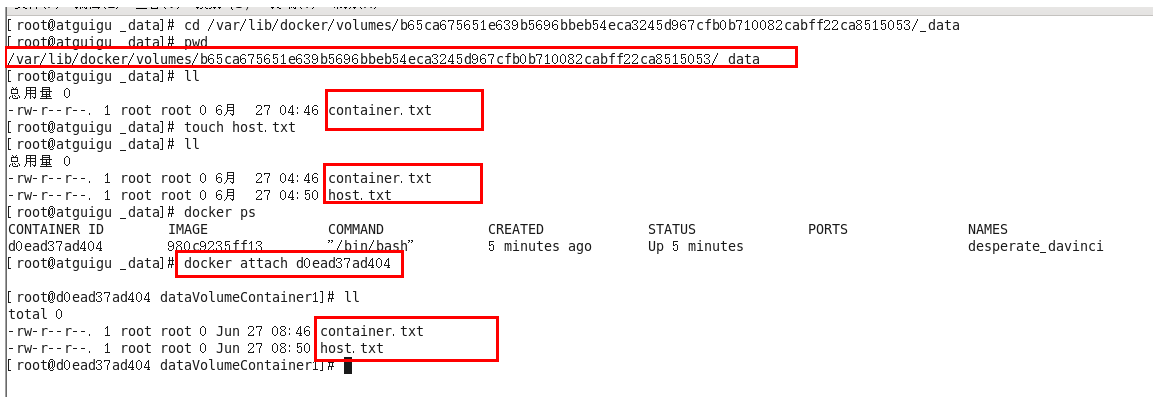 [root@atguigu _data]# cd /var/lib/docker/volumes/b65ca675651e639b5696bbeb54eca3245d967cfb0b710082cabff22ca8515053/_data
[root@atguigu _data]# pwd
/var/lib/docker/volumes/b65ca675651e639b5696bbeb54eca3245d967cfb0b710082cabff22ca8515053/_data
[root@atguigu _data]# ll
总用量 0
-rw-r--r--. 1 root root 0 6月  27 04:46 container.txt
[root@atguigu _data]# touch host.txt
[root@atguigu _data]# ll
总用量 0
-rw-r--r--. 1 root root 0 6月  27 04:46 container.txt
-rw-r--r--. 1 root root 0 6月  27 04:50 host.txt
[root@atguigu _data]# docker ps
CONTAINER ID        IMAGE               COMMAND             CREATED             STATUS              PORTS               NAMES
d0ead37ad404        980c9235ff13        "/bin/bash"         5 minutes ago       Up 5 minutes                            desperate_davinci
[root@atguigu _data]# docker attach d0ead37ad404
[root@d0ead37ad404 dataVolumeContainer1]# ll
total 0
-rw-r--r--. 1 root root 0 Jun 27 08:46 container.txt
-rw-r--r--. 1 root root 0 Jun 27 08:50 host.txt
[root@d0ead37ad404 dataVolumeContainer1]#